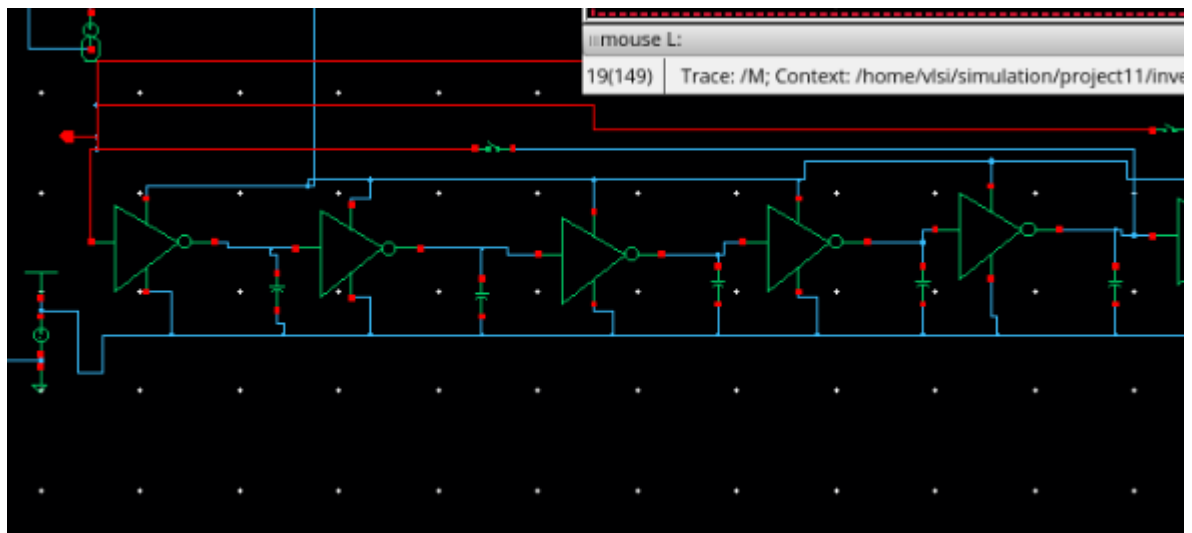 mouse L:
19(149) Trace: /M; Context: /home/vlsi/simulation/project11/inve